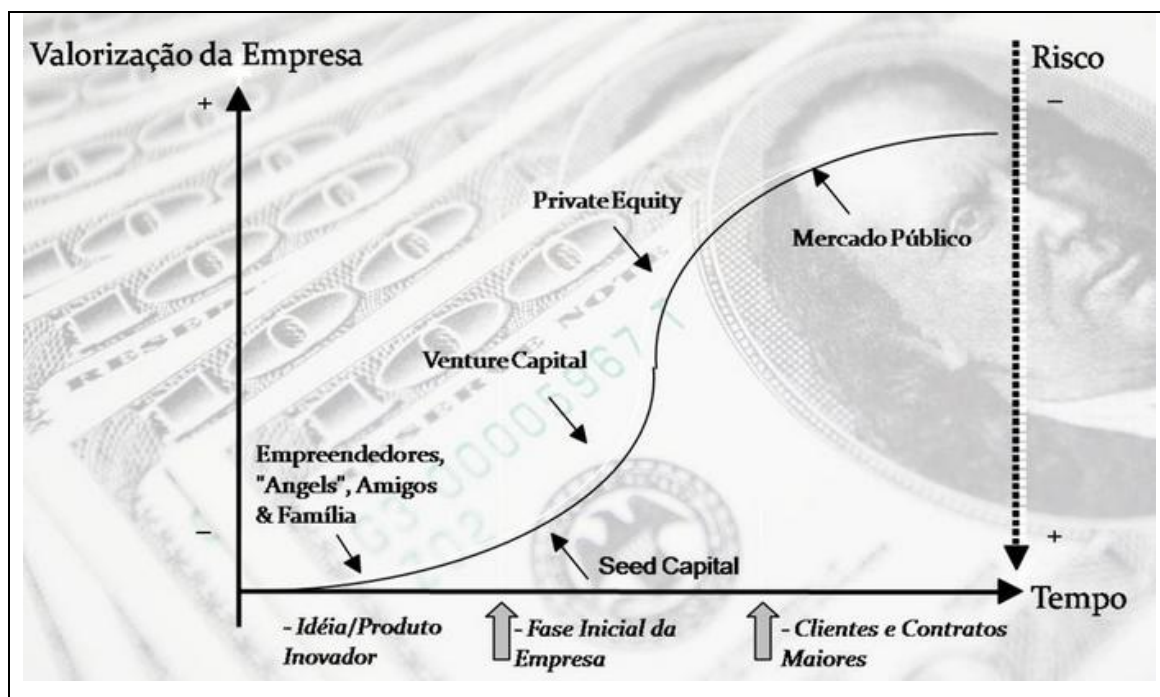 Valorização da Empresa
Risco
+
–
Private Equity
Mercado Público
Venture Capital
Empreendedores,
"Angels", Amigos
& Família
–
+
Seed Capital
Tempo
- Idéia/Produto
Inovador
- Fase Inicial da
Empresa
- Clientes e Contratos
Maiores